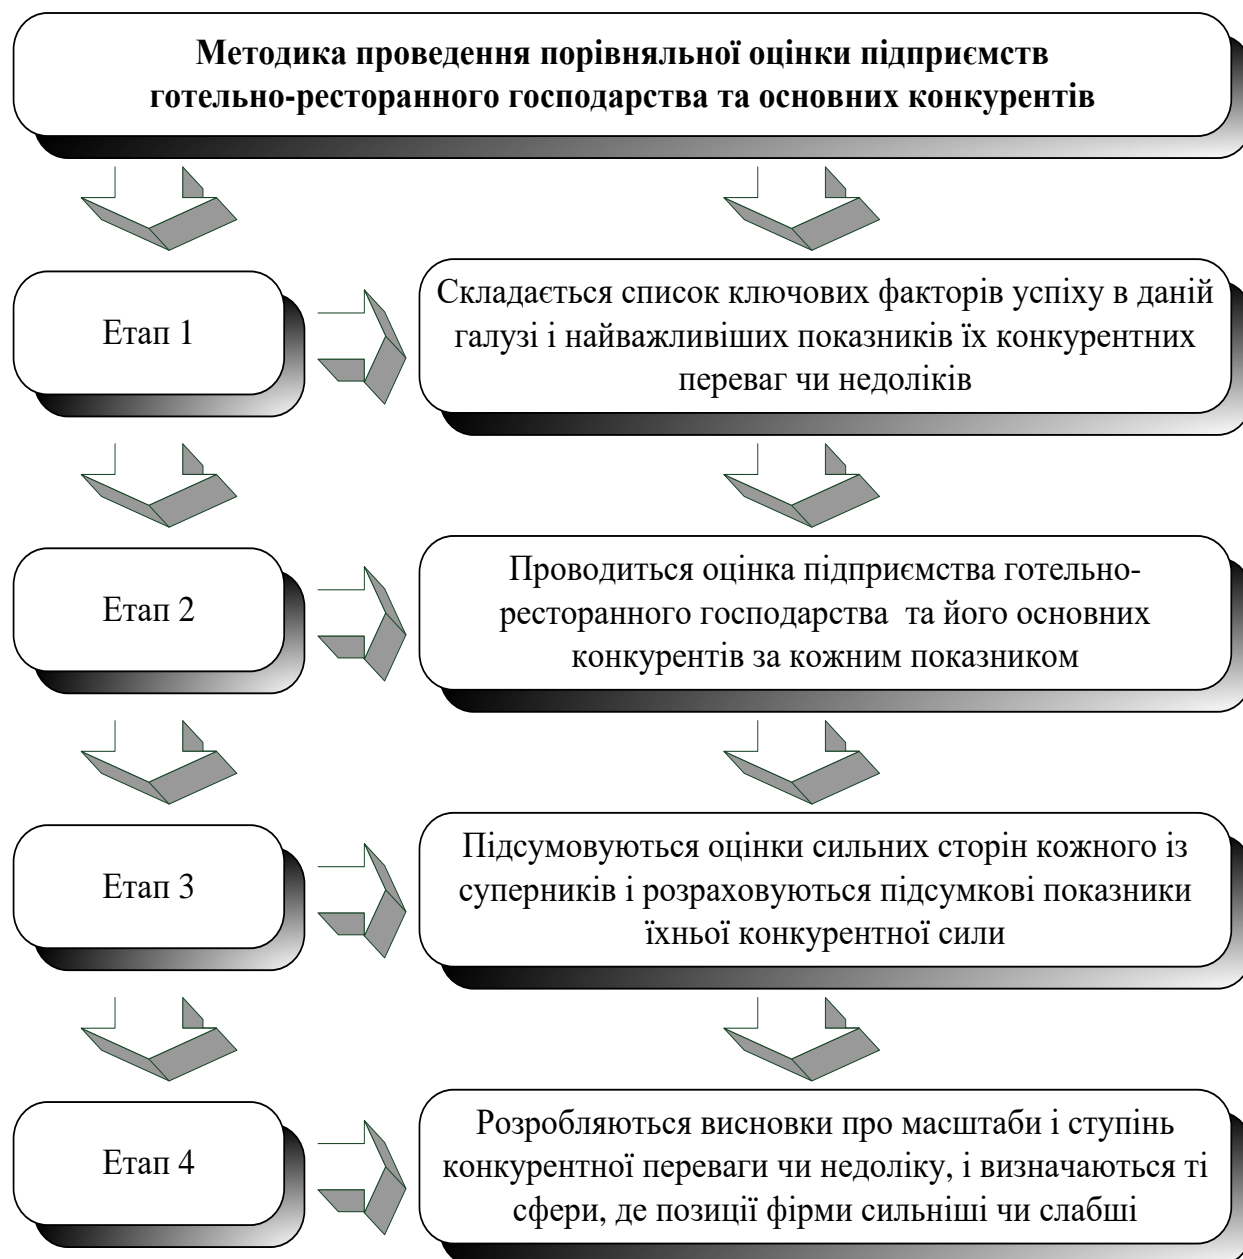 Методика проведення порівняльної оцінки підприємств
готельно-ресторанного господарства та основних конкурентів
Етап 1
Складається список ключових факторів успіху в даній
галузі і найважливіших показників їх конкурентних
переваг чи недоліків
Етап 2
Проводиться оцінка підприємства готельно-
ресторанного господарства та його основних
конкурентів за кожним показником
Етап 3
Підсумовуються оцінки сильних сторін кожного із
суперників і розраховуються підсумкові показники
їхньої конкурентної сили
Етап 4
Розробляються висновки про масштаби і ступінь
конкурентної переваги чи недоліку, і визначаються ті
сфери, де позиції фірми сильніші чи слабші